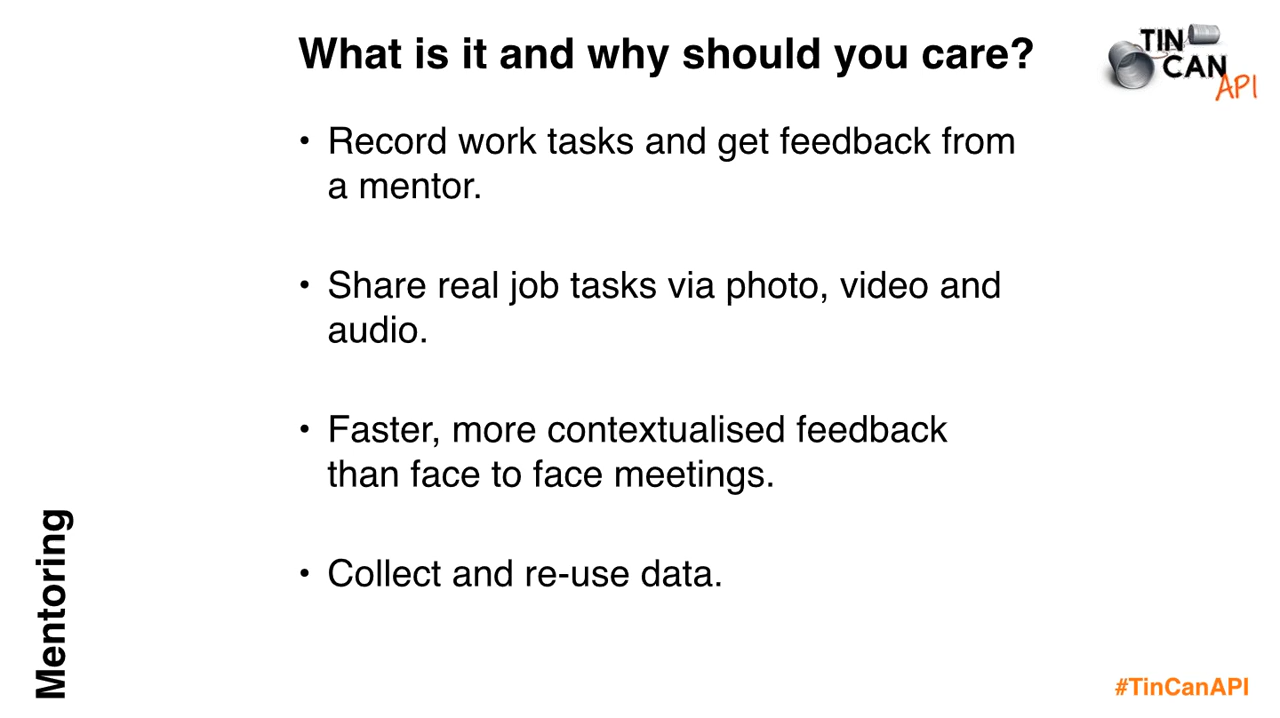 What is it and why should you care?
TIN
CAN
API
• Record work tasks and get feedback from
a mentor.
• Share real job tasks via photo, video and
audio.
• Faster, more contextualised feedback
than face to face meetings.
• Collect and re-use data.
Mentoring
#TinCanAPI